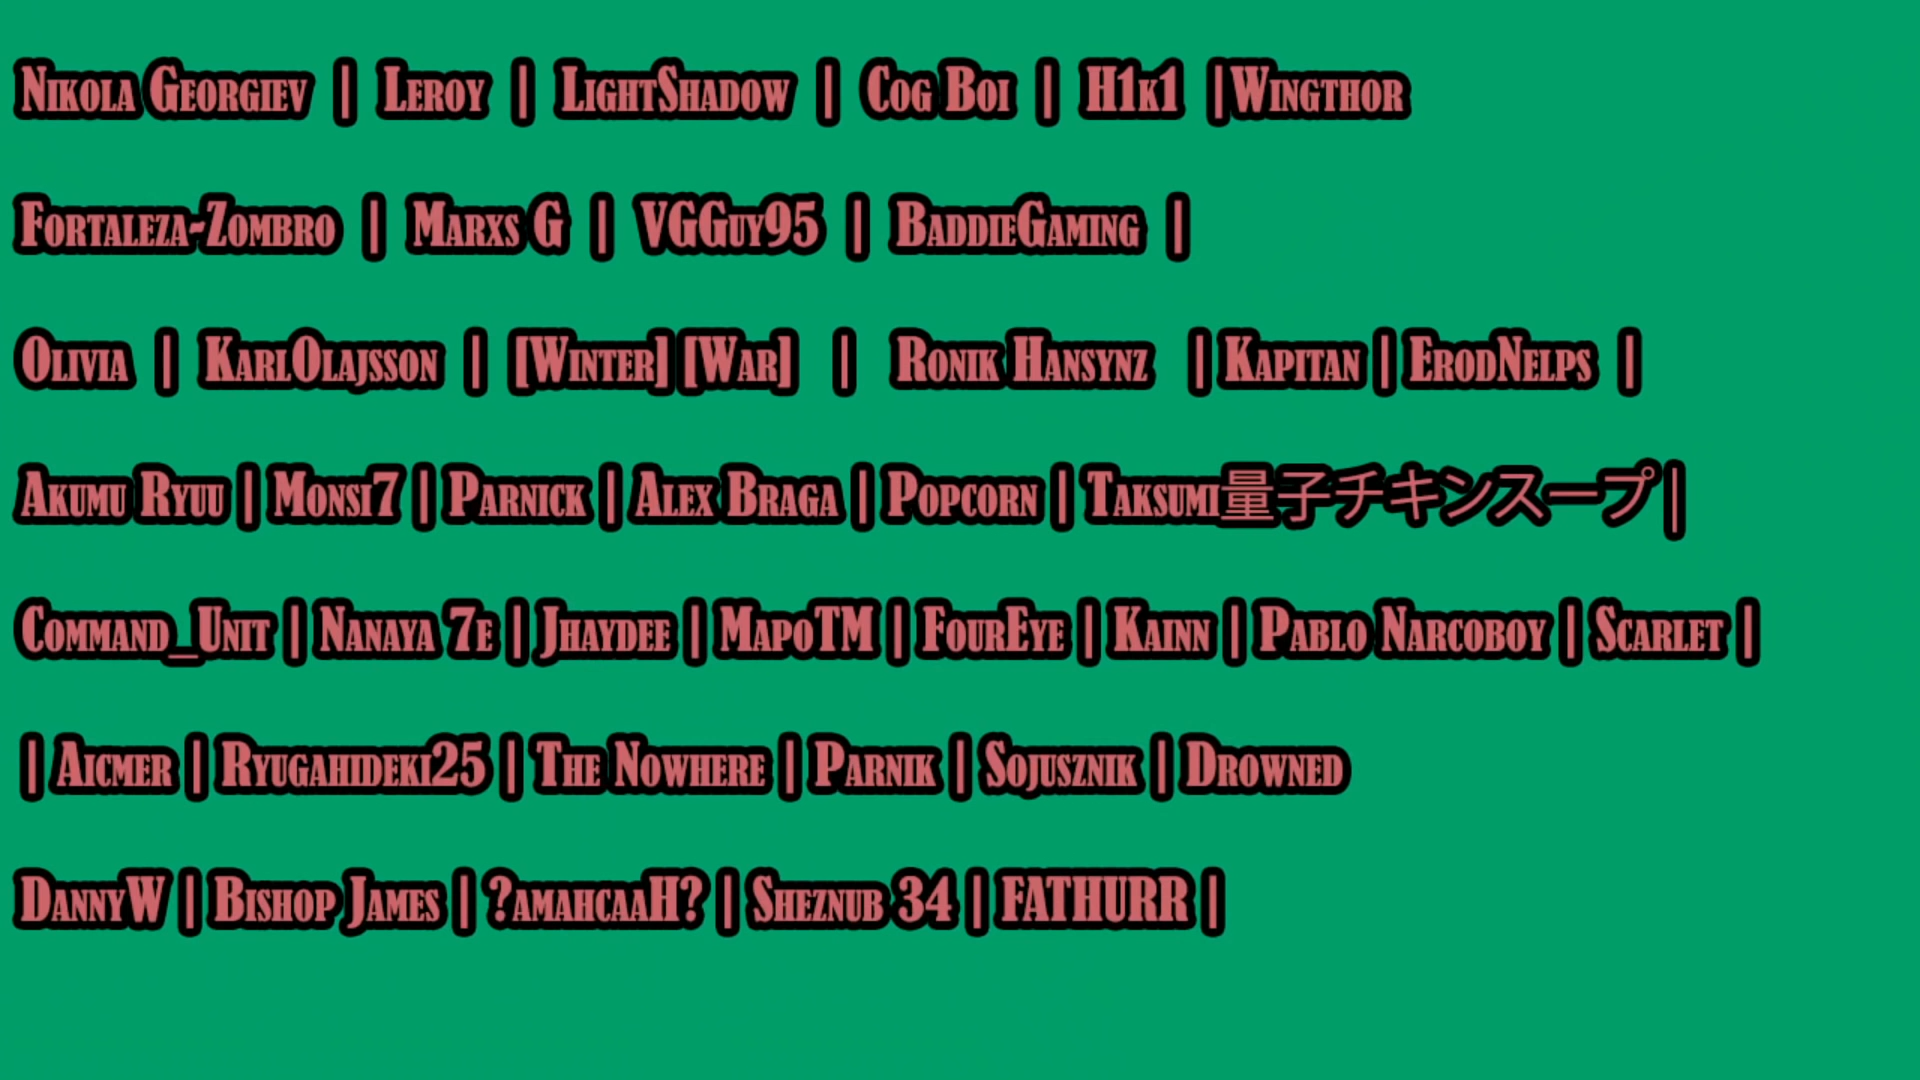 Nikola Georgiev | Leroy | LightShadow | Cog Boi | H1k1 |Wingthor
Fortaleza-Zombro | Marxs G | VGGuy95 | BaddieGaming |
Olivia | KarlOlajsson | [Winter] [War] | Ronik Hansynz | Kapitan | ErodNelps |
Akumu Ryuu | Monsi7 | Parnick | Alex Braga | Popcorn | Taksumi量子チキンスープ |
Command_Unit | Nanaya 7e | Jhaydee | MapoTM | FourEye | Kainn | Pablo Narcoboy | Scarlet |
| Aicmer | Ryugahideki25 | The Nowhere | Parnik | Sojusznik | Drowned
DannyW | Bishop James | ?amahcaaH? | Sheznub 34 | FATHURR |